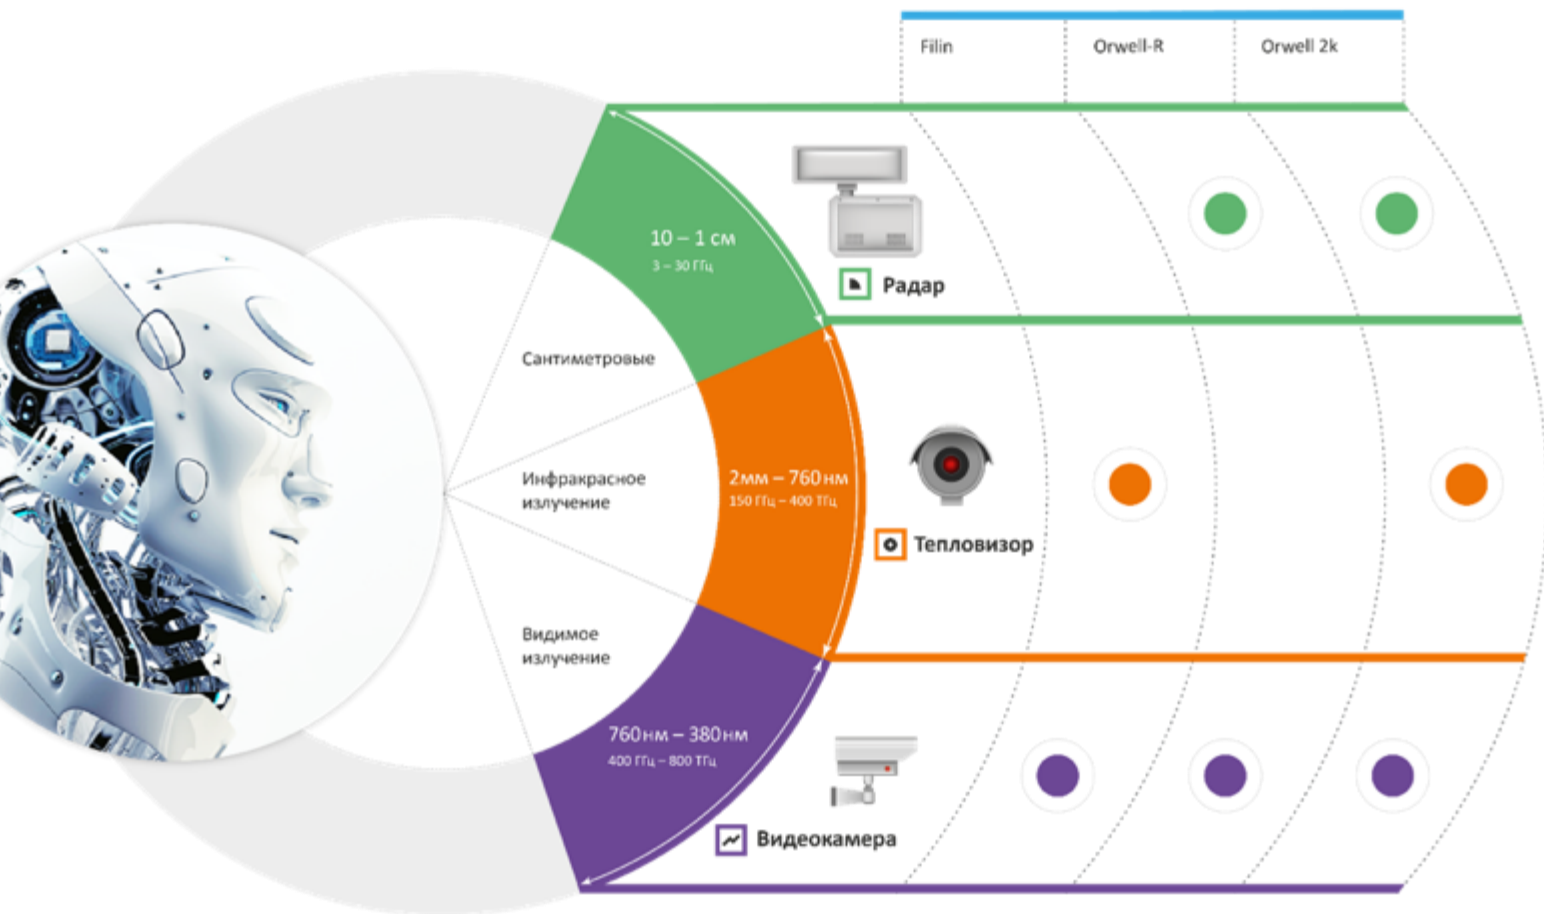 Filin
Orwell-R
Orwell 2k
10 – 1 см
3 – 30 ГГц
Радар
Сантиметровые
Инфракрасное
излучение
2мм – 760нм
150 ГГц – 400 ТГц
Тепловизор
Видимое
излучение
760нм – 380нм
400 ГГц – 800 ТГц
Видеокамера